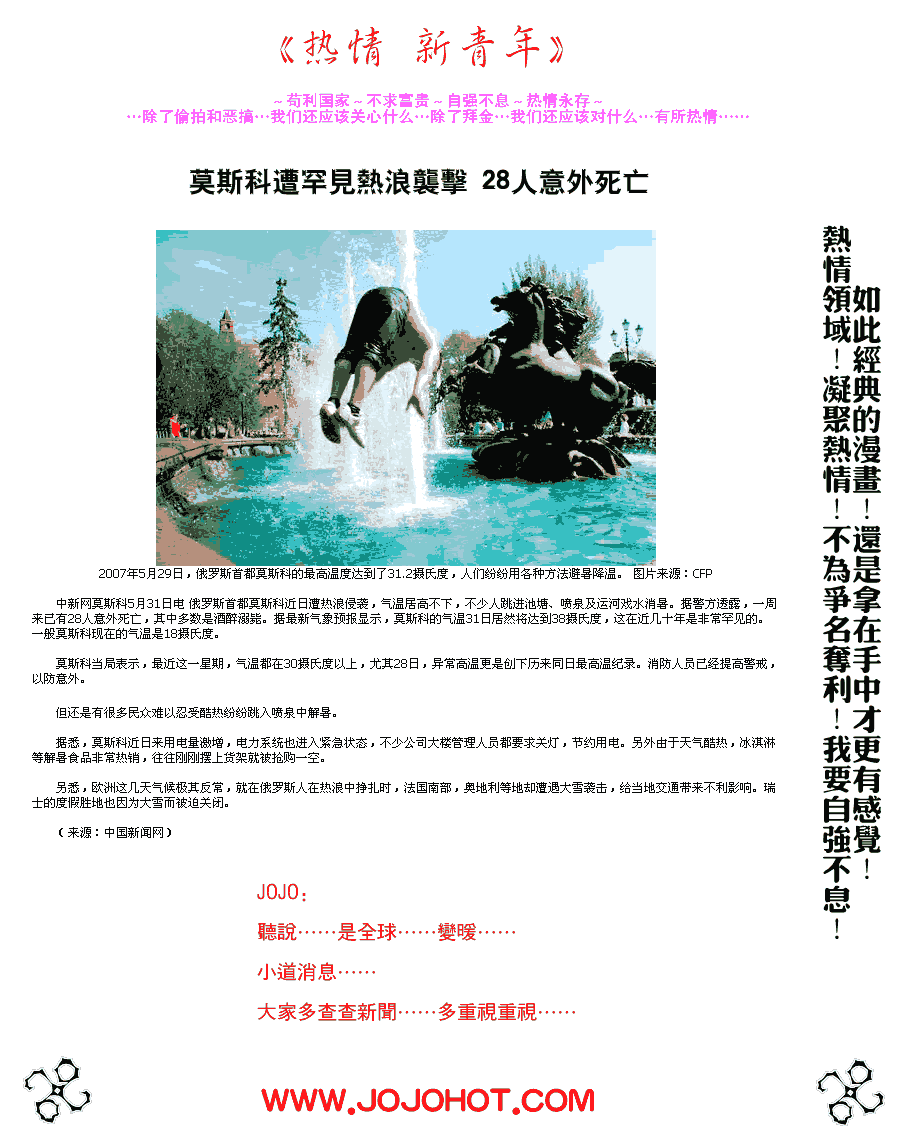 《热情 新青年》
～苟利国家～不求富贵～自强不息～热情永存～
…除了偷拍和恶搞…我们还应该关心什么…除了拜金…我们还应该对什么…有所热情……
莫斯科遭罕見熱浪襲擊 28人意外死亡
2007年5月29日，俄罗斯首都莫斯科的最高温度达到了31.2摄氏度，人们纷纷用各种方法避暑降温。 图片来源：CFP
中新网莫斯科5月31日电 俄罗斯首都莫斯科近日遭热浪侵袭，气温居高不下，不少人跳进池塘、喷泉及运河戏水消暑。据警方透露，一周
来已有28人意外死亡，其中多数是酒醉溺毙。据最新气象预报显示，莫斯科的气温31日居然将达到38摄氏度，这在近几十年是非常罕见的。
一般莫斯科现在的气温是18摄氏度。
莫斯科当局表示，最近这一星期，气温都在30摄氏度以上，尤其28日，异常高温更是创下历来同日最高温纪录。消防人员已经提高警戒，
以防意外。
但还是有很多民众难以忍受酷热纷纷跳入喷泉中解暑。
据悉，莫斯科近日来用电量激增，电力系统也进入紧急状态，不少公司大楼管理人员都要求关灯，节约用电。另外由于天气酷热，冰淇淋
等解暑食品非常热销，往往刚刚摆上货架就被抢购一空。
另悉，欧洲这几天气候极其反常，就在俄罗斯人在热浪中挣扎时，法国南部，奥地利等地却遭遇大雪袭击，给当地交通带来不利影响。瑞
士的度假胜地也因为大雪而被迫关闭。
（来源：中国新闻网）
JOJO：
聽說……是全球……變暖……
小道消息……
大家多查查新聞……多重視重視……
如此經典的漫畫！還是拿在手中才更有感覺！
熱情領域！凝聚熱情！不為爭名奪利！我要自強不息！
WWW.JOJOHOT.COM